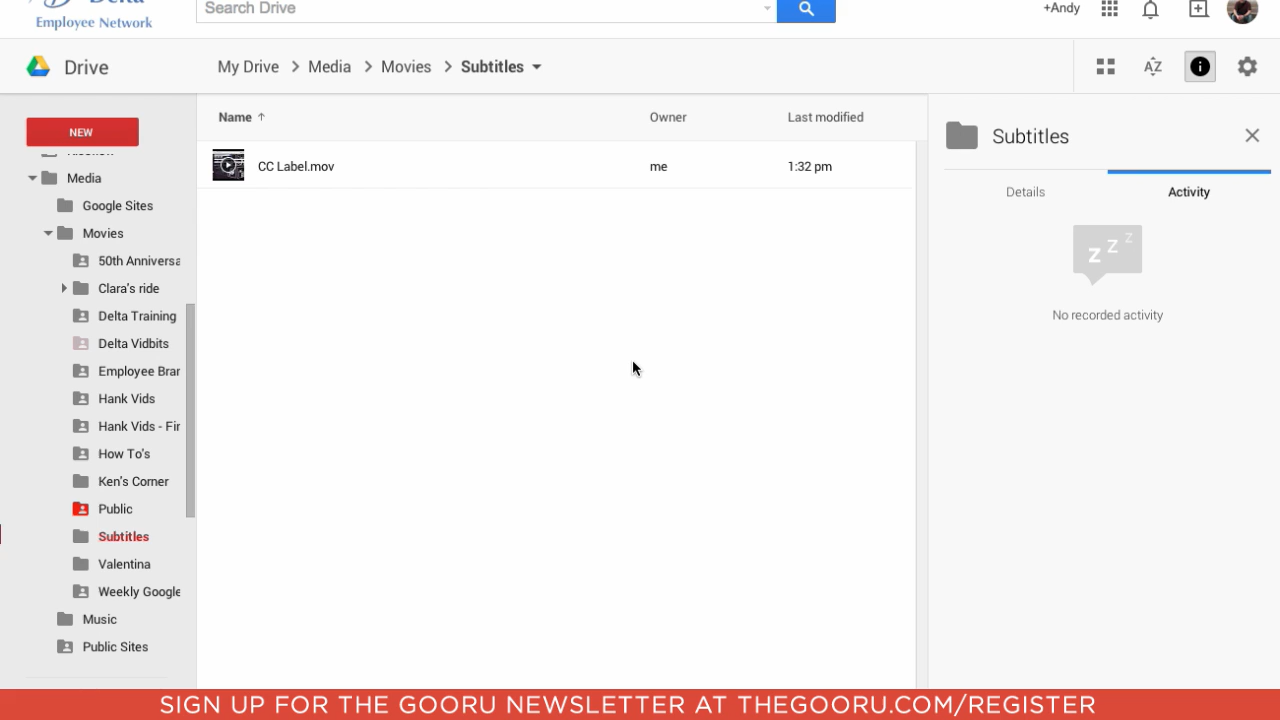 Delta
Employee Network
Search Drive
+Andy
Drive
My Drive > Media > Movies > Subtitles
AZ
NEW
Name ↑ Owner Last modified
CC Label.mov me 1:32 pm
Media
Google Sites
Movies
50th Anniversa
Clara's ride
Delta Training
Delta Vidbits
Employee Brar
Hank Vids
Hank Vids - Fir
How To's
Ken's Corner
Public
Subtitles
Valentina
Weekly Google
Music
Public Sites
Subtitles
Details Activity
z z z
No recorded activity
SIGN UP FOR THE GOORU NEWSLETTER AT THEGOORU.COM/REGISTER